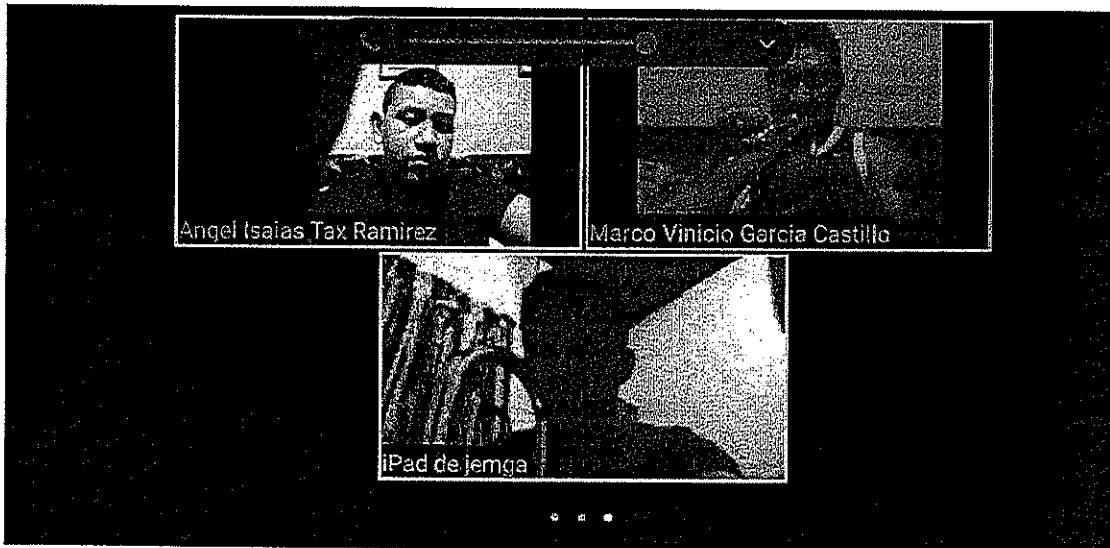 Angel Isaias Tax Ramirez
Marco Vinicio Garcia Castillo
iPad de jemga